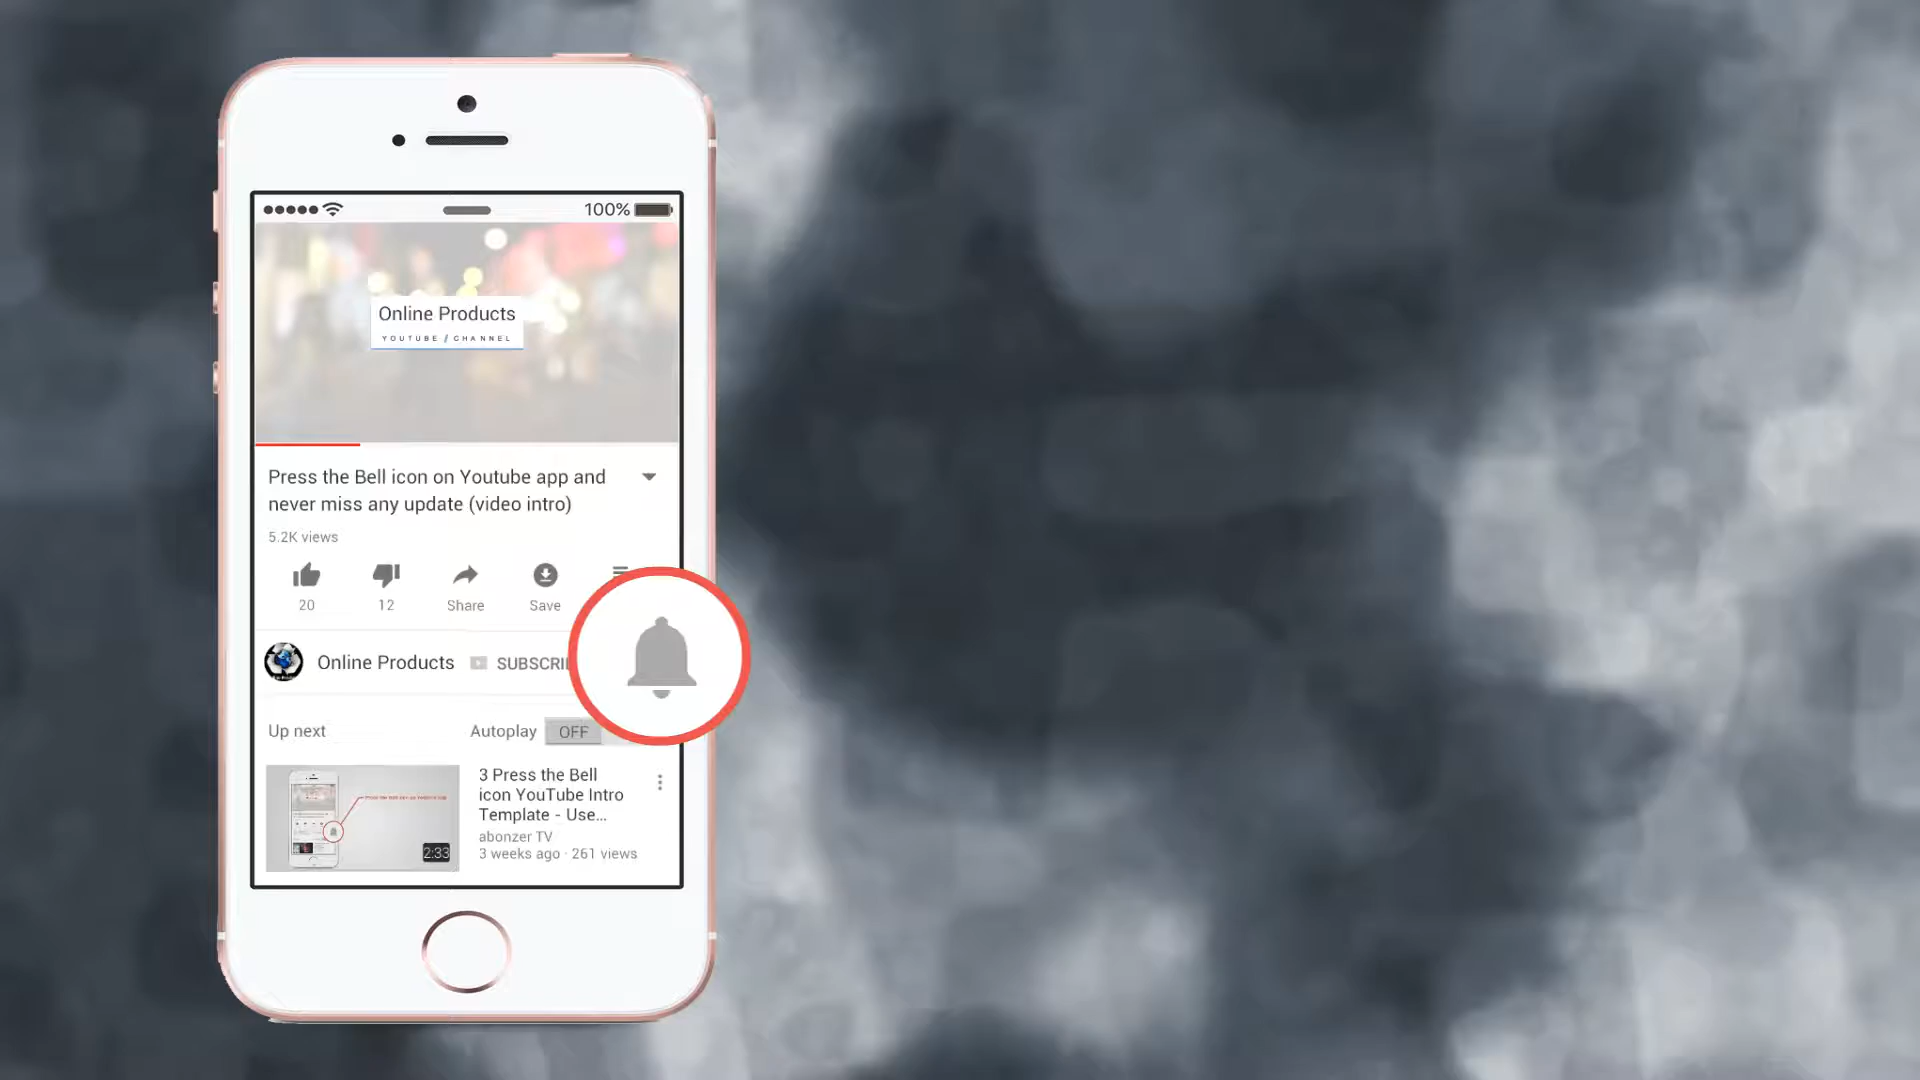 100%
Online Products
YOUTUBE / CHANNEL
Press the Bell icon on Youtube app and
never miss any update (video intro)
5.2K views
20
12
Share
Save
Online Products
SUBSCRI
Up next
Autoplay
OFF
3 Press the Bell
icon YouTube Intro
Template - Use...
abonzer TV
3 weeks ago · 261 views
2:33